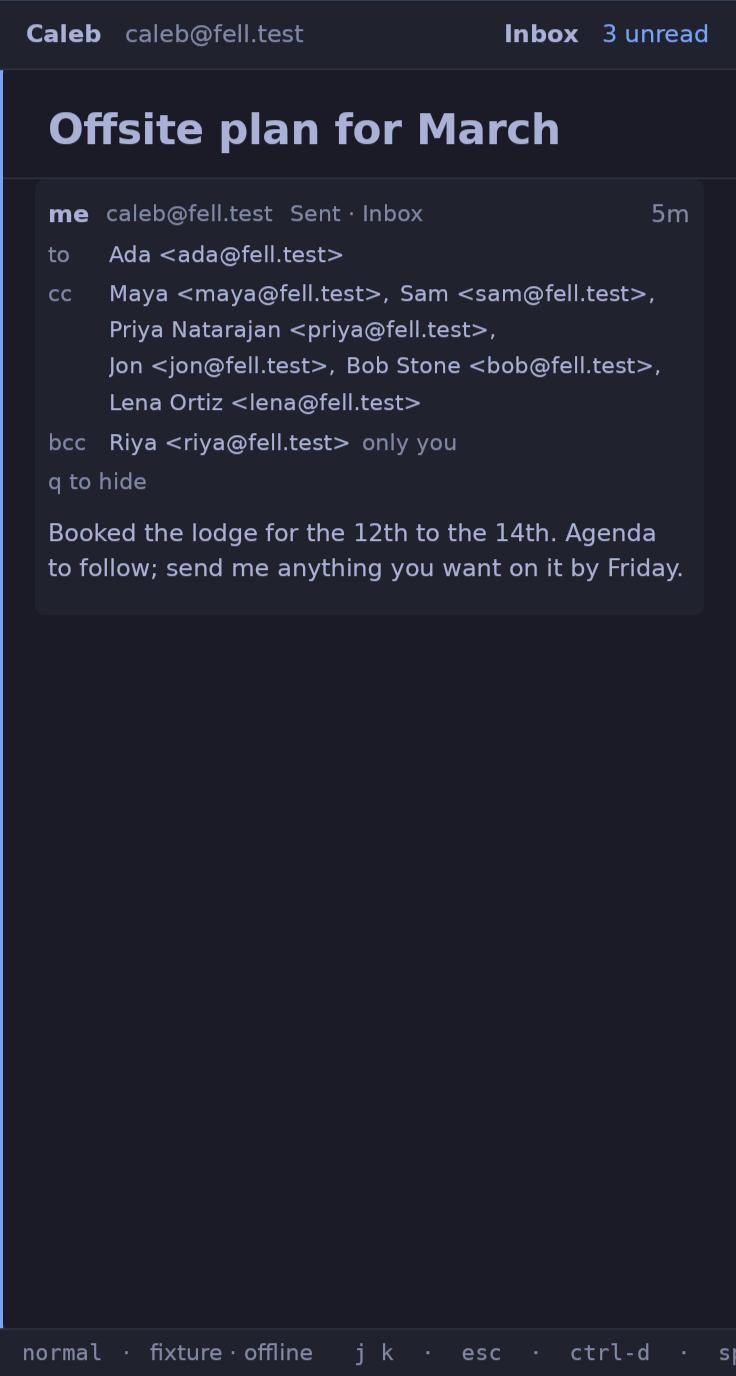 Caleb caleb@fell.test Inbox 3 unread
Offsite plan for March
me caleb@fell.test Sent · Inbox 5m
to Ada <ada@fell.test>
cc Maya <maya@fell.test>, Sam <sam@fell.test>,
Priya Natarajan <priya@fell.test>,
Jon <jon@fell.test>, Bob Stone <bob@fell.test>,
Lena Ortiz <lena@fell.test>
bcc Riya <riya@fell.test> only you
q to hide
Booked the lodge for the 12th to the 14th. Agenda
to follow; send me anything you want on it by Friday.
normal · fixture · offline j k · esc · ctrl-d ·